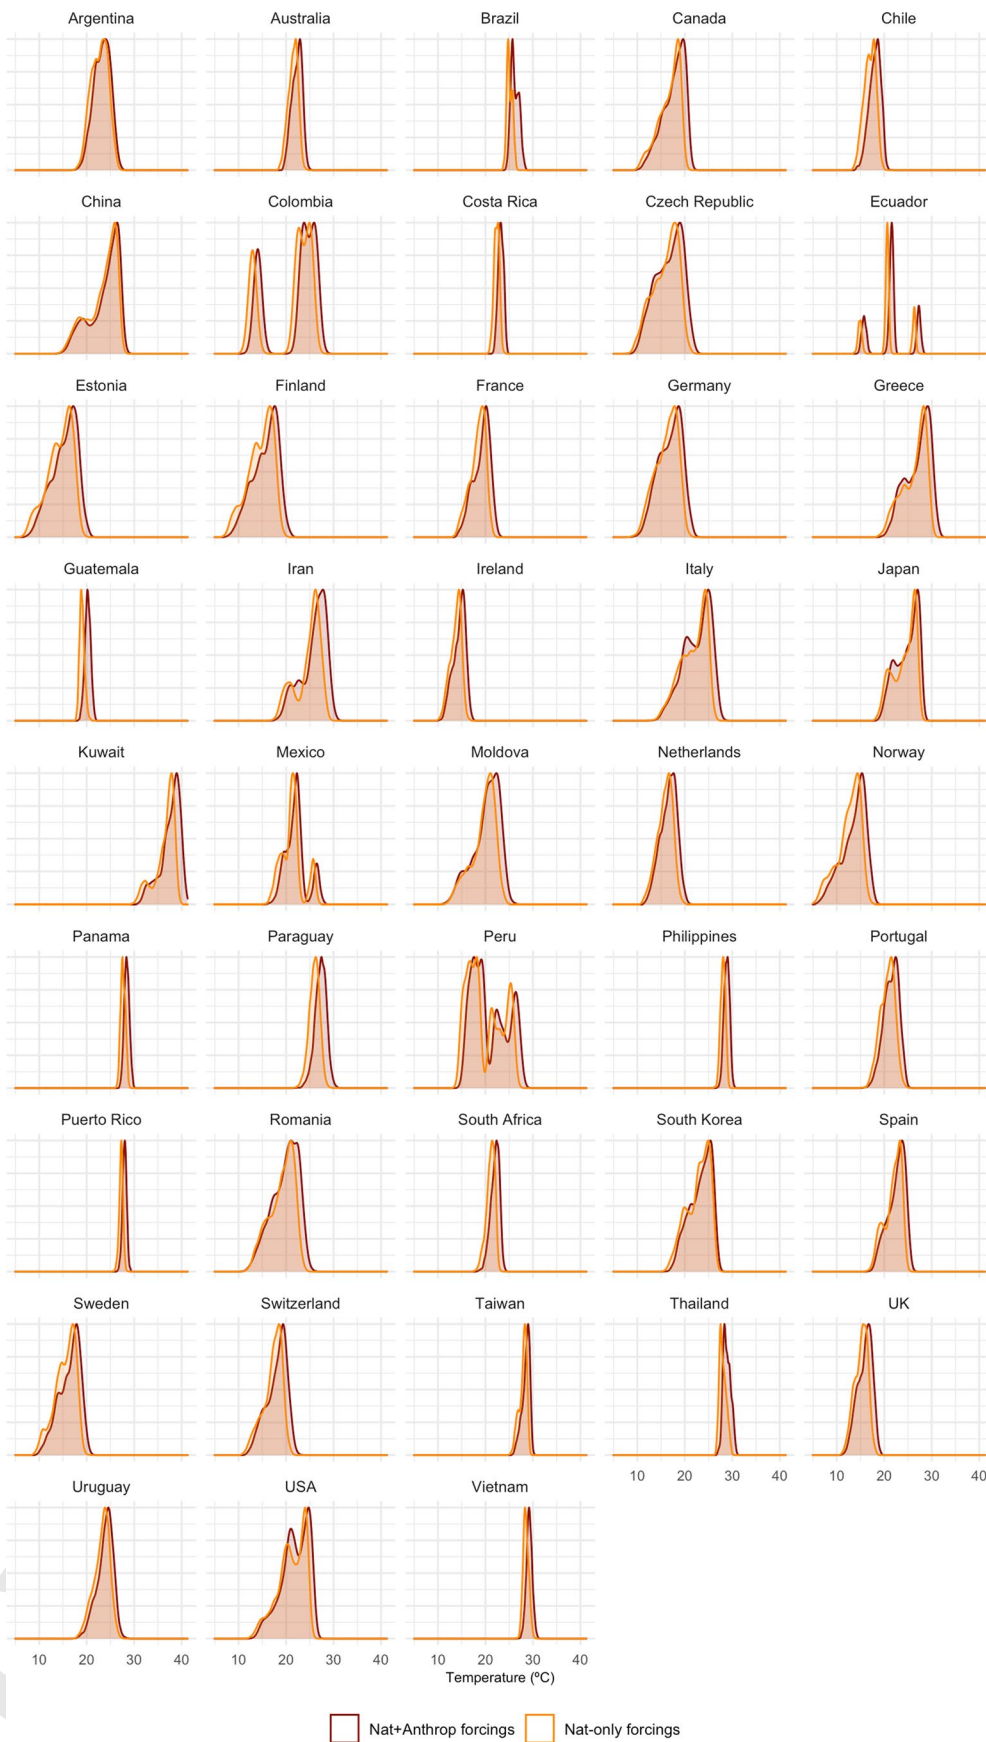 Argentina Australia Brazil Canada Chile
China Colombia Costa Rica Czech Republic Ecuador
Estonia Finland France Germany Greece
Guatemala Iran Ireland Italy Japan
Kuwait Mexico Moldova Netherlands Norway
Panama Paraguay Peru Philippines Portugal
Puerto Rico Romania South Africa South Korea Spain
Sweden Switzerland Taiwan Thailand UK
10 20 30 40 10 20 30 40
Uruguay USA Vietnam
10 20 30 40 10 20 30 40 10 20 30 40
Temperature (ºC)
Nat+Anthrop forcings Nat-only forcings